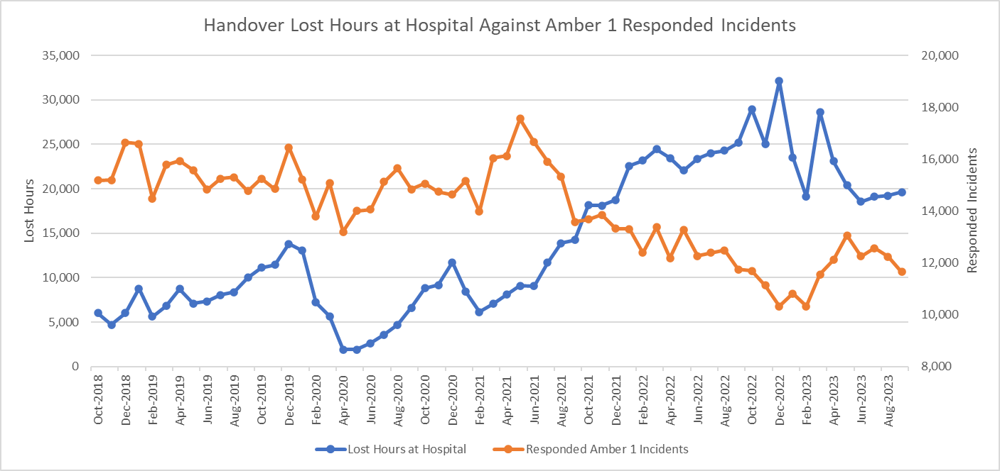 Handover Lost Hours at Hospital Against Amber 1 Responded Incidents
35,000
30,000
25,000
20,000
15,000
10,000
5,000
0
Lost Hours
20,000
18,000
16,000
14,000
12,000
10,000
8,000
Responded Incidents
Oct-2018
Dec-2018
Feb-2019
Apr-2019
Jun-2019
Aug-2019
Oct-2019
Dec-2019
Feb-2020
Apr-2020
Jun-2020
Aug-2020
Oct-2020
Dec-2020
Feb-2021
Apr-2021
Jun-2021
Aug-2021
Oct-2021
Dec-2021
Feb-2022
Apr-2022
Jun-2022
Aug-2022
Oct-2022
Dec-2022
Feb-2023
Apr-2023
Jun-2023
Aug-2023
Lost Hours at Hospital
Responded Amber 1 Incidents